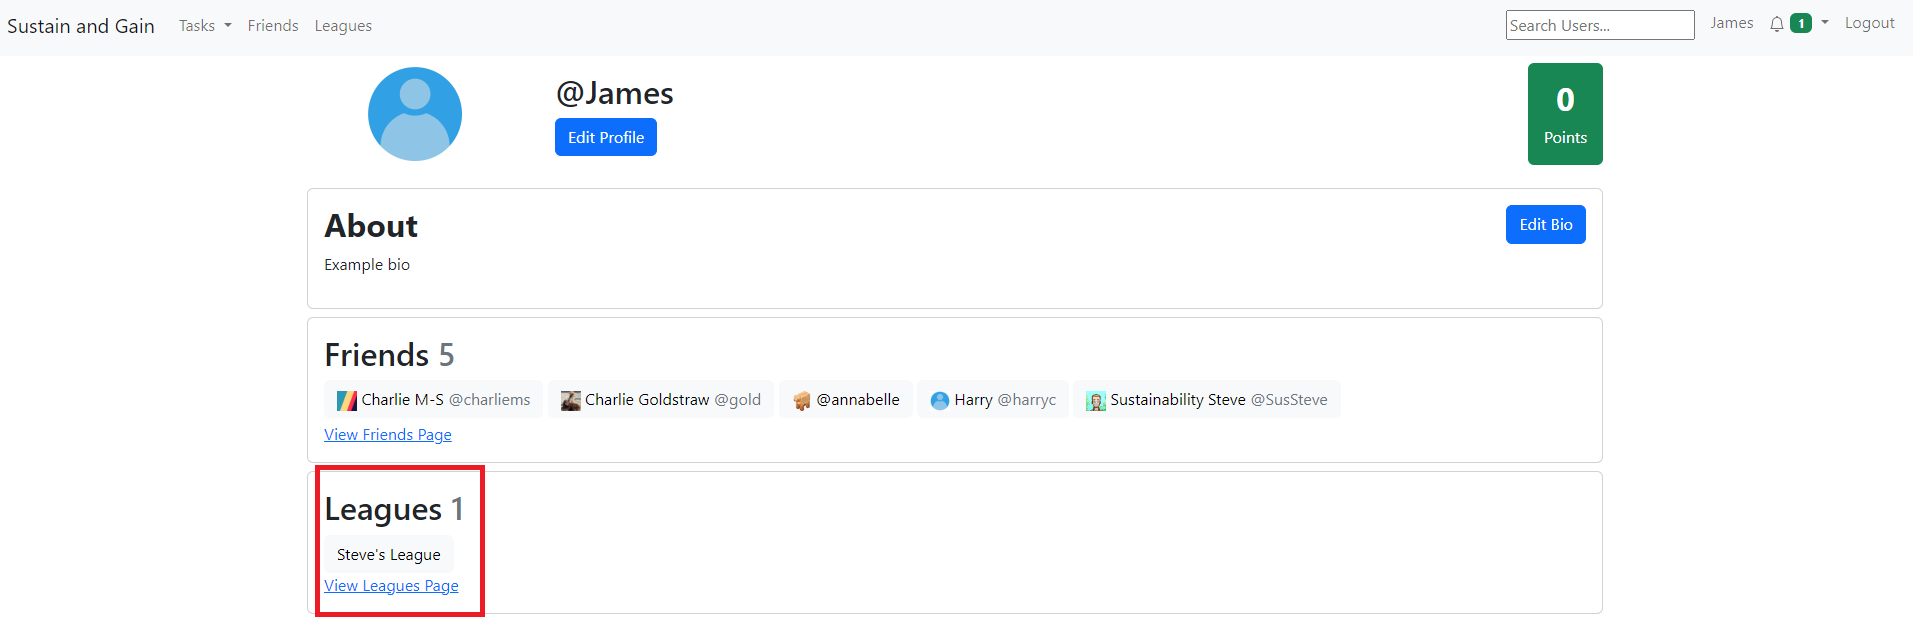 Sustain and Gain Tasks Friends Leagues Search Users... James 1 Logout
@James
Edit Profile
0
Points
About
Edit Bio
Example bio
Friends 5
Charlie M-S @charliems Charlie Goldstraw @gold @annabelle Harry @harryc Sustainability Steve @SusSteve
View Friends Page
Leagues 1
Steve's League
View Leagues Page